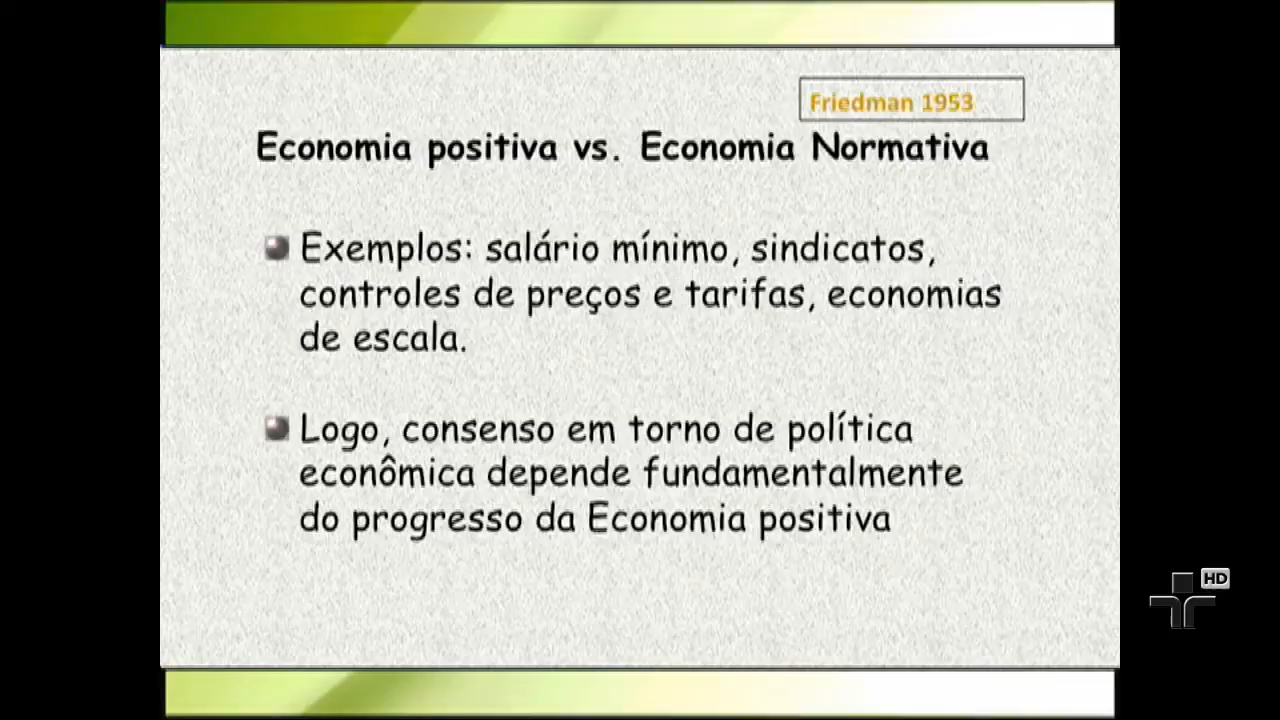 Friedman 1953
Economia positiva vs. Economia Normativa
Exemplos: salário mínimo, sindicatos,
controles de preços e tarifas, economias
de escala.
Logo, consenso em torno de política
econômica depende fundamentalmente
do progresso da Economia positiva
HD